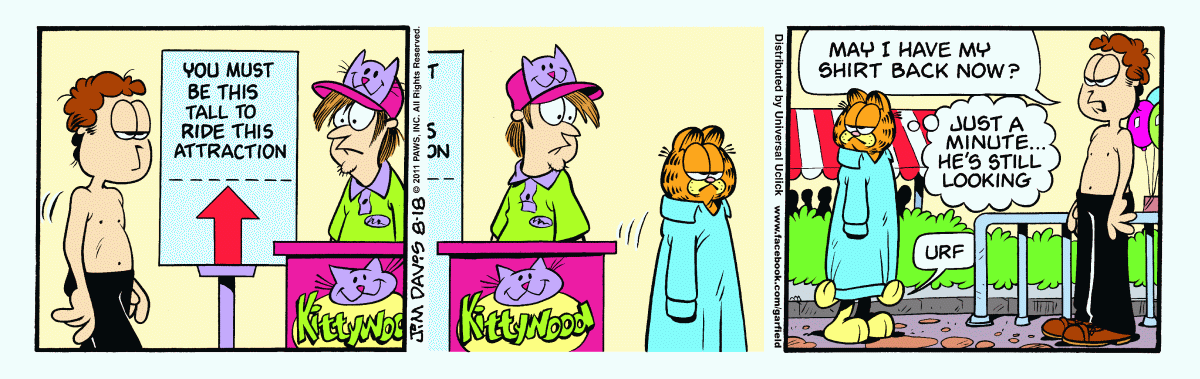 YOU MUST
BE THIS
TALL TO
RIDE THIS
ATTRACTION
Kittywoo
© 2011 PAWS, INC. All Rights Reserved.
JIM DAVIS 8-18
T
S
ON
Kittywood
Distributed by Universal Uclick
www.facebook.com/garfield
MAY I HAVE MY
SHIRT BACK NOW?
JUST A
MINUTE...
HE'S STILL
LOOKING
URF